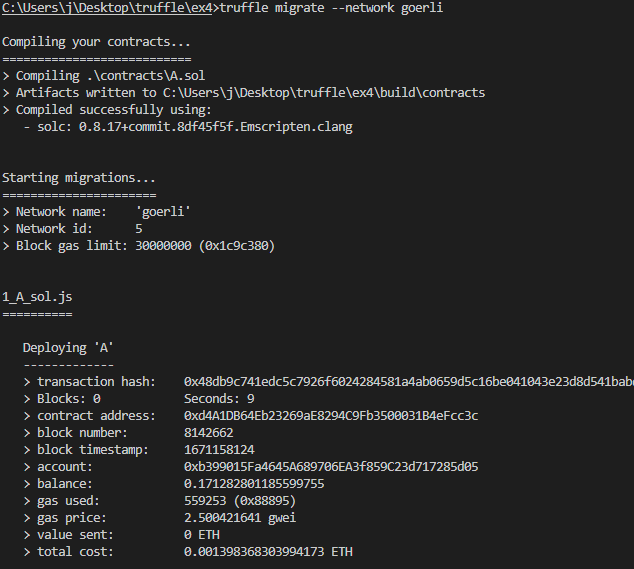 C:\Users\j\Desktop\truffle\ex4>truffle migrate --network goerli
Compiling your contracts...
===========================
> Compiling .\contracts\A.sol
> Artifacts written to C:\Users\j\Desktop\truffle\ex4\build\contracts
> Compiled successfully using:
- solc: 0.8.17+commit.8df45f5f.Emscripten.clang
Starting migrations...
======================
> Network name: 'goerli'
> Network id: 5
> Block gas limit: 30000000 (0x1c9c380)
1_A_sol.js
==========
Deploying 'A'
-------------
> transaction hash: 0x48db9c741edc5c7926f6024284581a4ab0659d5c16be041043e23d8d541bab
> Blocks: 0 Seconds: 9
> contract address: 0xd4A1DB64Eb23269aE8294C9Fb3500031B4eFcc3c
> block number: 8142662
> block timestamp: 1671158124
> account: 0xb399015Fa4645A689706EA3f859C23d717285d05
> balance: 0.171282801185599755
> gas used: 559253 (0x88895)
> gas price: 2.500421641 gwei
> value sent: 0 ETH
> total cost: 0.001398368303994173 ETH